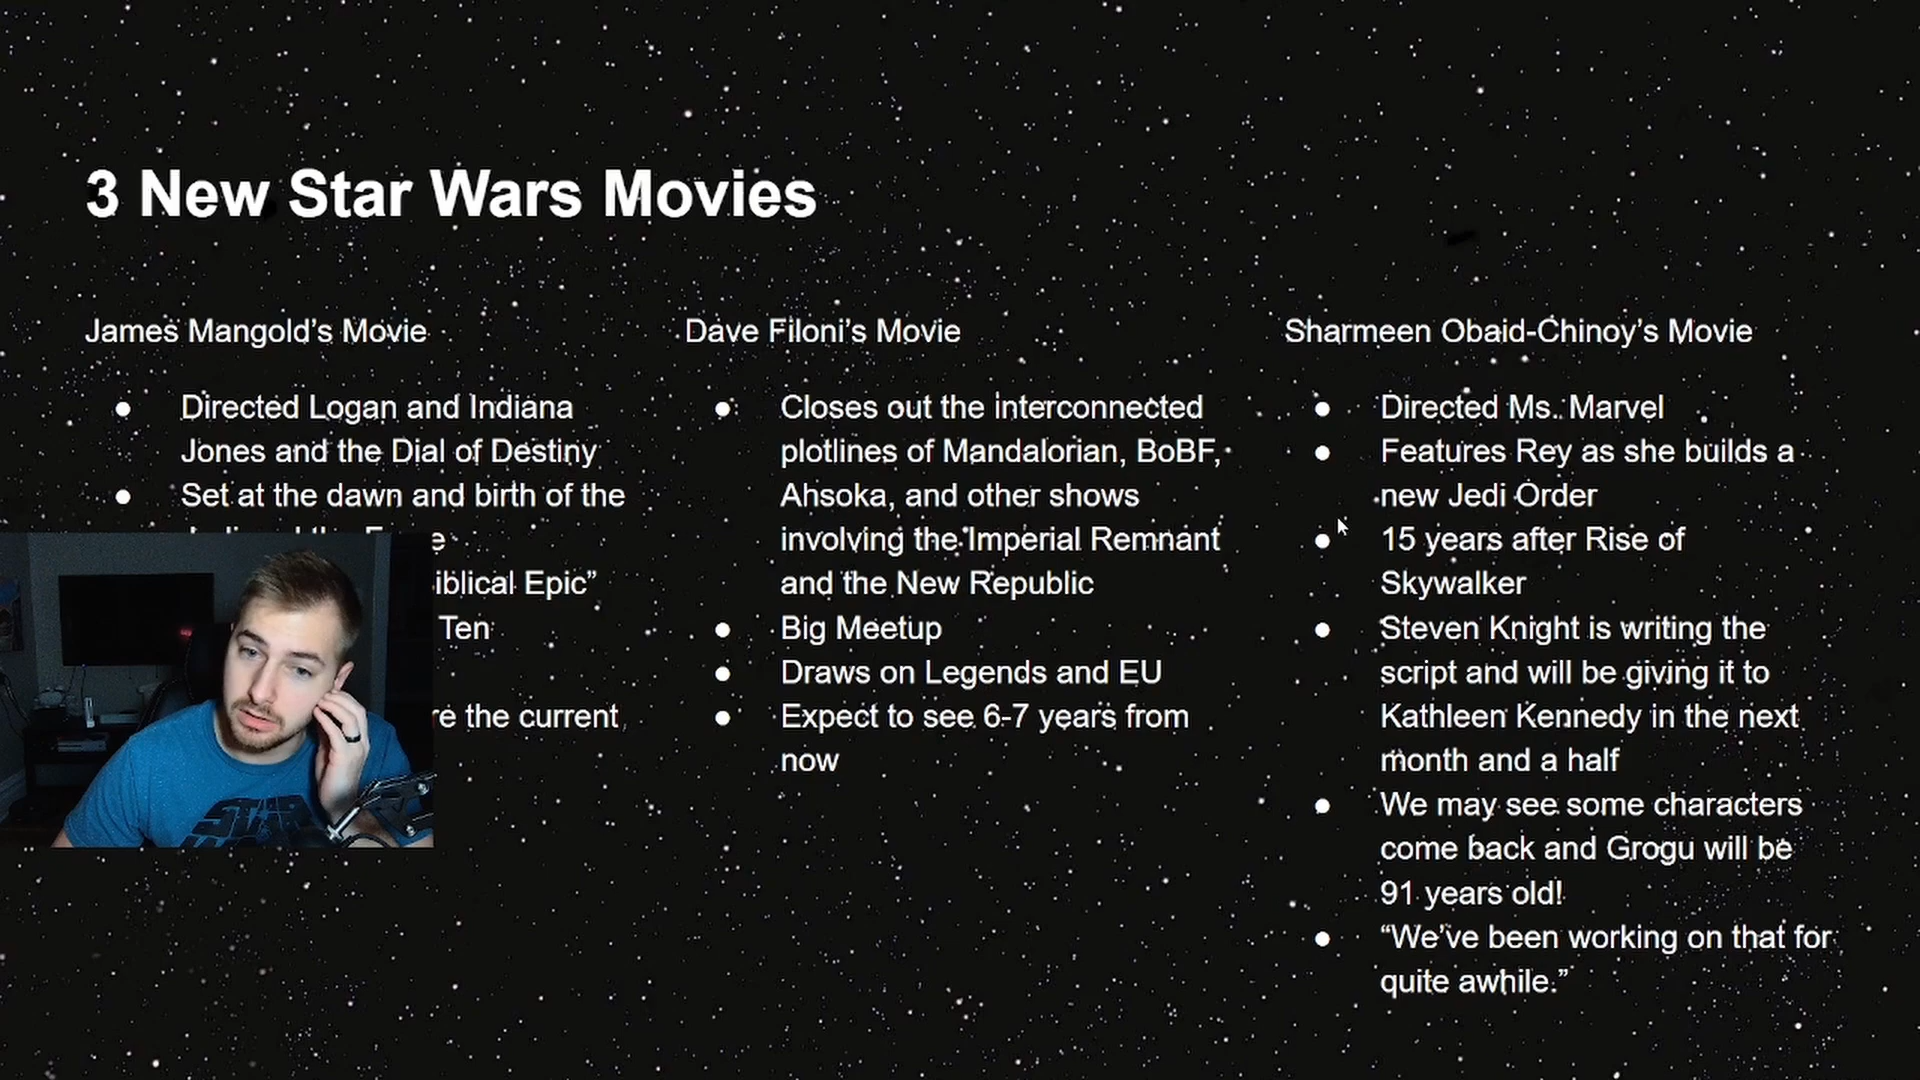 3 New Star Wars Movies
James Mangold's Movie
Directed Logan and Indiana
Jones and the Dial of Destiny
Set at the dawn and birth of the
Epic"
Ten
the current
Dave Filoni's Movie
Closes out the interconnected
plotlines of Mandalorian, BoBF,
Ahsoka, and other shows
involving the Imperial Remnant
and the New Republic
Big Meetup
Draws on Legends and EU
Expect to see 6-7 years from
now
Sharmeen Obaid-Chinoy's Movie
Directed Ms. Marvel
Features Rey as she builds a
new Jedi Order
15 years after Rise of
Skywalker
Steven Knight is writing the
script and will be giving it to
Kathleen Kennedy in the next
month and a half
We may see some characters
come back and Grogu will be
91 years old!
“We’ve been working on that for
quite awhile.”
STAR